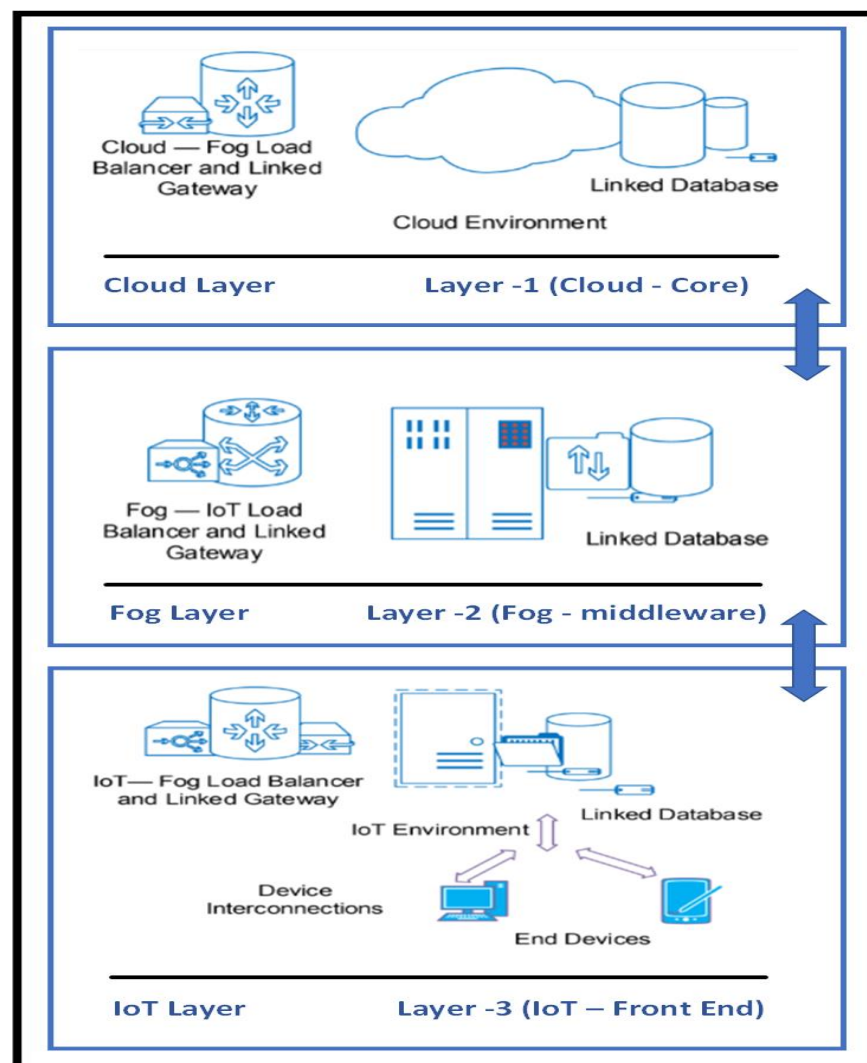 Cloud — Fog Load
Balancer and Linked
Gateway
Linked Database
Cloud Environment
Cloud Layer
Layer -1 (Cloud - Core)
Fog — IoT Load
Balancer and Linked
Gateway
Linked Database
Fog Layer
Layer -2 (Fog - middleware)
IoT— Fog Load Balancer
and Linked Gateway
Linked Database
IoT Environment
Device
Interconnections
End Devices
IoT Layer
Layer -3 (IoT – Front End)